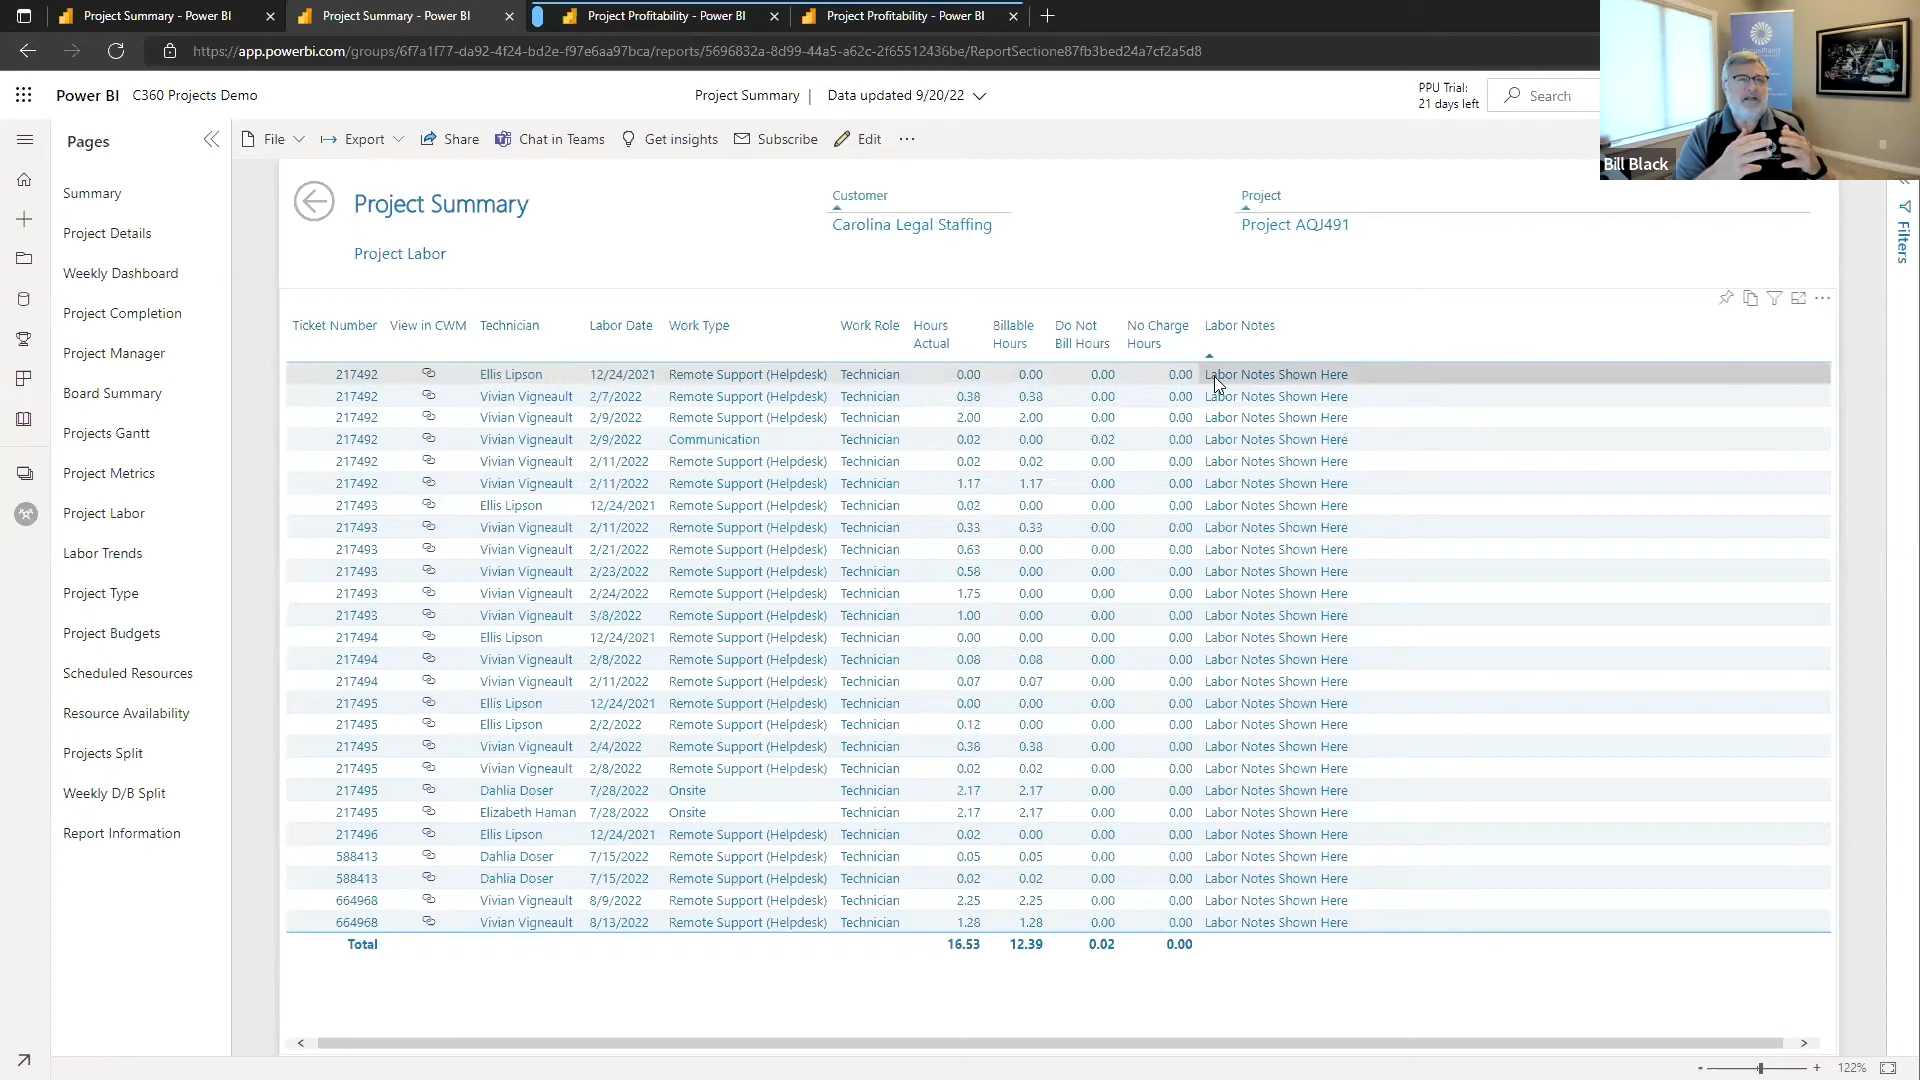 Project Summary - Power BI
Project Summary - Power BI
Project Profitability - Power BI
Project Profitability - Power BI
https://app.powerbi.com/groups/6f7a1f77-da92-4f24-bd2e-f97e6aa97bca/reports/5696832a-8d99-44a5-a62c-2f65512436be/ReportSectione87fb3bed24a7cf2a5d8
Power BI C360 Projects Demo
Project Summary | Data updated 9/20/22
PPU Trial:
21 days left
Search
Bill Black
Pages
File Export Share Chat in Teams Get insights Subscribe Edit
Summary
Project Details
Weekly Dashboard
Project Completion
Project Manager
Board Summary
Projects Gantt
Project Metrics
Project Labor
Labor Trends
Project Type
Project Budgets
Scheduled Resources
Resource Availability
Projects Split
Weekly D/B Split
Report Information
Project Summary
Project Labor
Customer
Carolina Legal Staffing
Project
Project AQJ491
Filters
Ticket Number View in CWM Technician Labor Date Work Type Work Role Hours Actual Billable Hours Do Not Bill Hours No Charge Hours Labor Notes
217492 Ellis Lipson 12/24/2021 Remote Support (Helpdesk) Technician 0.00 0.00 0.00 0.00 Labor Notes Shown Here
217492 Vivian Vigneault 2/7/2022 Remote Support (Helpdesk) Technician 0.38 0.38 0.00 0.00 Labor Notes Shown Here
217492 Vivian Vigneault 2/9/2022 Remote Support (Helpdesk) Technician 2.00 2.00 0.00 0.00 Labor Notes Shown Here
217492 Vivian Vigneault 2/9/2022 Communication Technician 0.02 0.00 0.02 0.00 Labor Notes Shown Here
217492 Vivian Vigneault 2/11/2022 Remote Support (Helpdesk) Technician 0.02 0.02 0.00 0.00 Labor Notes Shown Here
217492 Vivian Vigneault 2/11/2022 Remote Support (Helpdesk) Technician 1.17 1.17 0.00 0.00 Labor Notes Shown Here
217493 Ellis Lipson 12/24/2021 Remote Support (Helpdesk) Technician 0.02 0.00 0.00 0.00 Labor Notes Shown Here
217493 Vivian Vigneault 2/11/2022 Remote Support (Helpdesk) Technician 0.33 0.33 0.00 0.00 Labor Notes Shown Here
217493 Vivian Vigneault 2/21/2022 Remote Support (Helpdesk) Technician 0.63 0.00 0.00 0.00 Labor Notes Shown Here
217493 Vivian Vigneault 2/23/2022 Remote Support (Helpdesk) Technician 0.58 0.00 0.00 0.00 Labor Notes Shown Here
217493 Vivian Vigneault 2/24/2022 Remote Support (Helpdesk) Technician 1.75 0.00 0.00 0.00 Labor Notes Shown Here
217493 Vivian Vigneault 3/8/2022 Remote Support (Helpdesk) Technician 1.00 0.00 0.00 0.00 Labor Notes Shown Here
217494 Ellis Lipson 12/24/2021 Remote Support (Helpdesk) Technician 0.00 0.00 0.00 0.00 Labor Notes Shown Here
217494 Vivian Vigneault 2/8/2022 Remote Support (Helpdesk) Technician 0.08 0.08 0.00 0.00 Labor Notes Shown Here
217494 Vivian Vigneault 2/11/2022 Remote Support (Helpdesk) Technician 0.07 0.07 0.00 0.00 Labor Notes Shown Here
217495 Ellis Lipson 12/24/2021 Remote Support (Helpdesk) Technician 0.00 0.00 0.00 0.00 Labor Notes Shown Here
217495 Ellis Lipson 2/2/2022 Remote Support (Helpdesk) Technician 0.12 0.00 0.00 0.00 Labor Notes Shown Here
217495 Vivian Vigneault 2/4/2022 Remote Support (Helpdesk) Technician 0.38 0.38 0.00 0.00 Labor Notes Shown Here
217495 Vivian Vigneault 2/8/2022 Remote Support (Helpdesk) Technician 0.02 0.02 0.00 0.00 Labor Notes Shown Here
217495 Dahlia Doser 7/28/2022 Onsite Technician 2.17 2.17 0.00 0.00 Labor Notes Shown Here
217495 Elizabeth Haman 7/28/2022 Onsite Technician 2.17 2.17 0.00 0.00 Labor Notes Shown Here
217496 Ellis Lipson 12/24/2021 Remote Support (Helpdesk) Technician 0.02 0.00 0.00 0.00 Labor Notes Shown Here
588413 Dahlia Doser 7/15/2022 Remote Support (Helpdesk) Technician 0.05 0.05 0.00 0.00 Labor Notes Shown Here
588413 Dahlia Doser 7/15/2022 Remote Support (Helpdesk) Technician 0.02 0.02 0.00 0.00 Labor Notes Shown Here
664968 Vivian Vigneault 8/9/2022 Remote Support (Helpdesk) Technician 2.25 2.25 0.00 0.00 Labor Notes Shown Here
664968 Vivian Vigneault 8/13/2022 Remote Support (Helpdesk) Technician 1.28 1.28 0.00 0.00 Labor Notes Shown Here
Total 16.53 12.39 0.02 0.00
122%